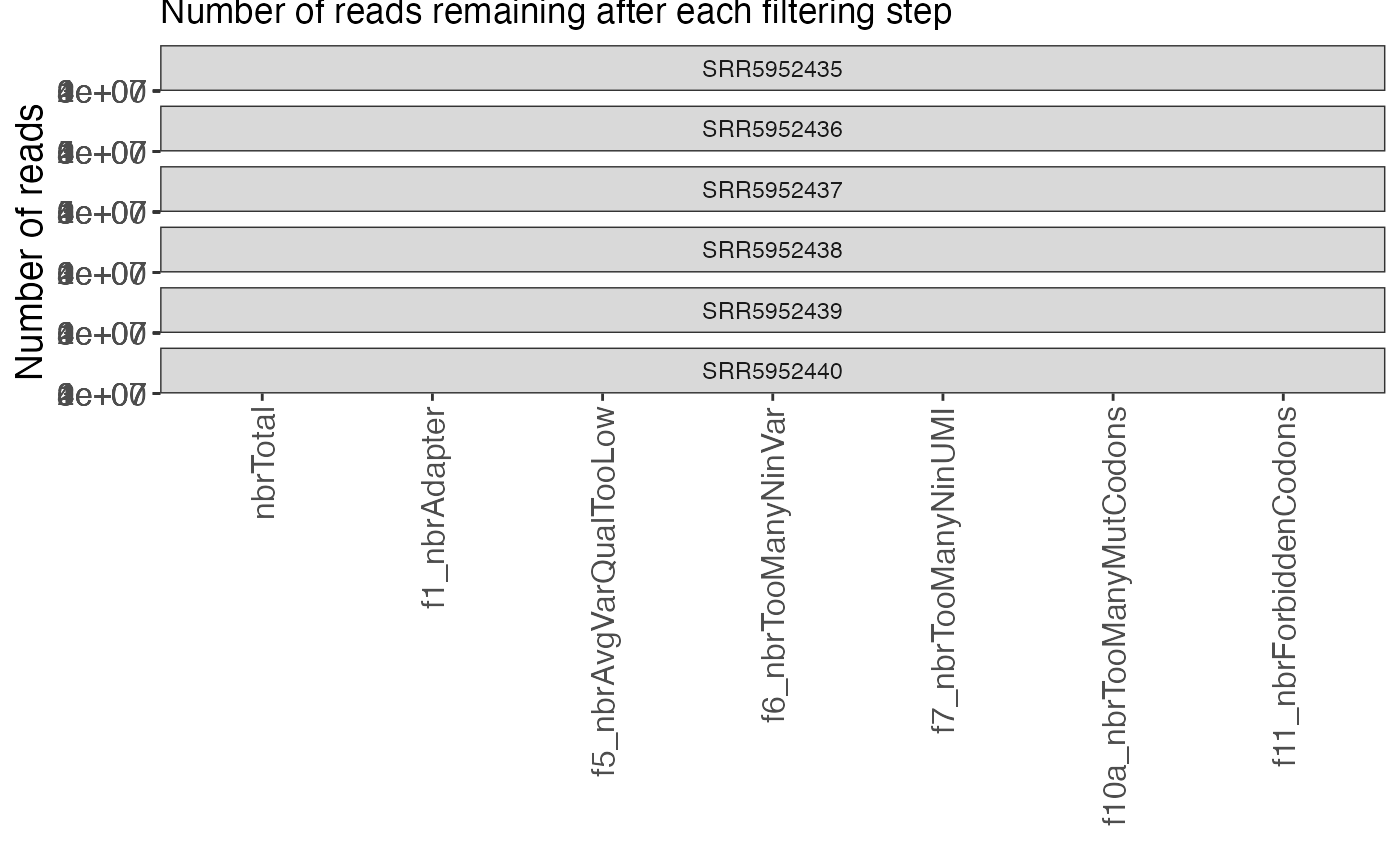 Number of reads remaining after each filtering step
Number of reads
SRR5952435
SRR5952436
SRR5952437
SRR5952438
SRR5952439
SRR5952440
nbrTotal
f1_nbrAdapter
f5_nbrAvgVarQualTooLow
f6_nbrTooManyNinVar
f7_nbrTooManyNinUMI
f10a_nbrTooManyMutCodons
f11_nbrForbiddenCodons